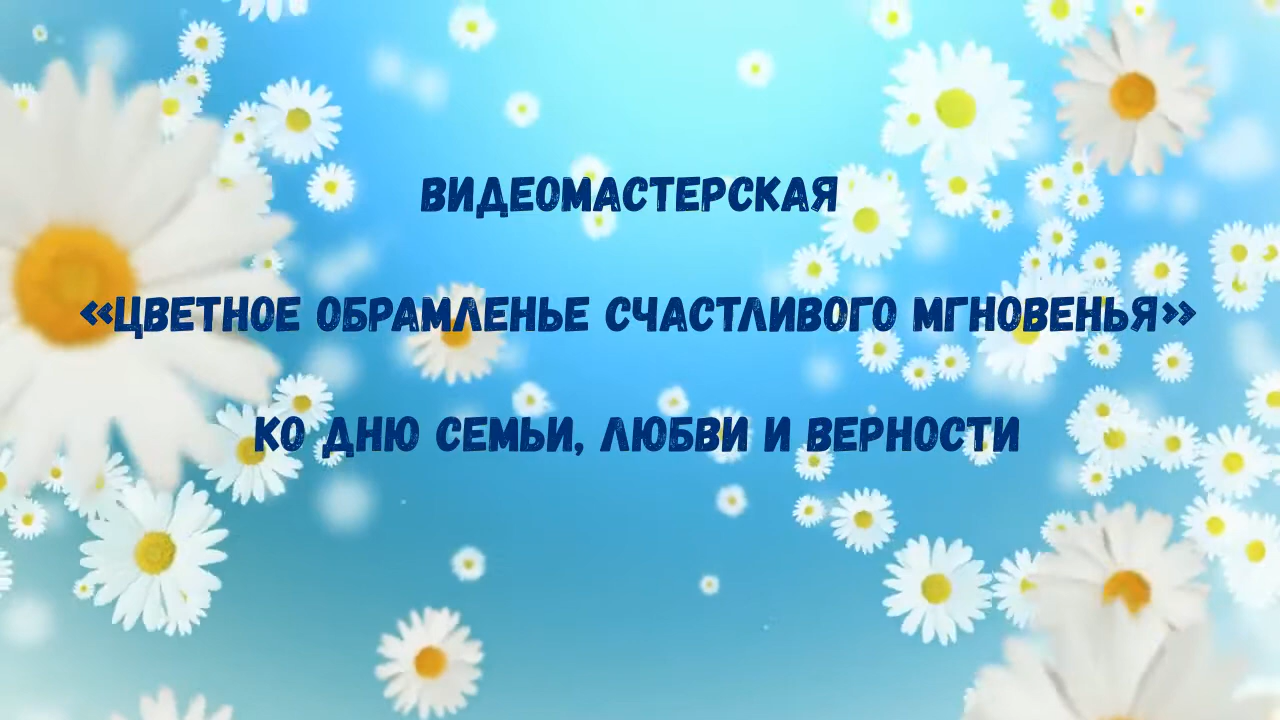 ВИДЕОМАСТЕРСКАЯ
«ЦВЕТНОЕ ОБРАМЛЕНЬЕ СЧАСТЛИВОГО МГНОВЕНЬЯ»
КО ДНЮ СЕМЬИ, ЛЮБВИ И ВЕРНОСТИ